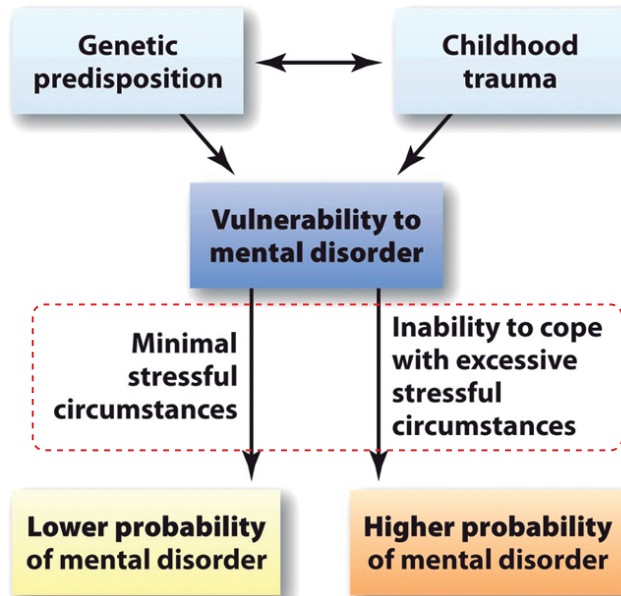 Genetic
predisposition
Childhood
trauma
Vulnerability to
mental disorder
Minimal
stressful
circumstances
Inability to cope
with excessive
stressful
circumstances
Lower probability
of mental disorder
Higher probability
of mental disorder